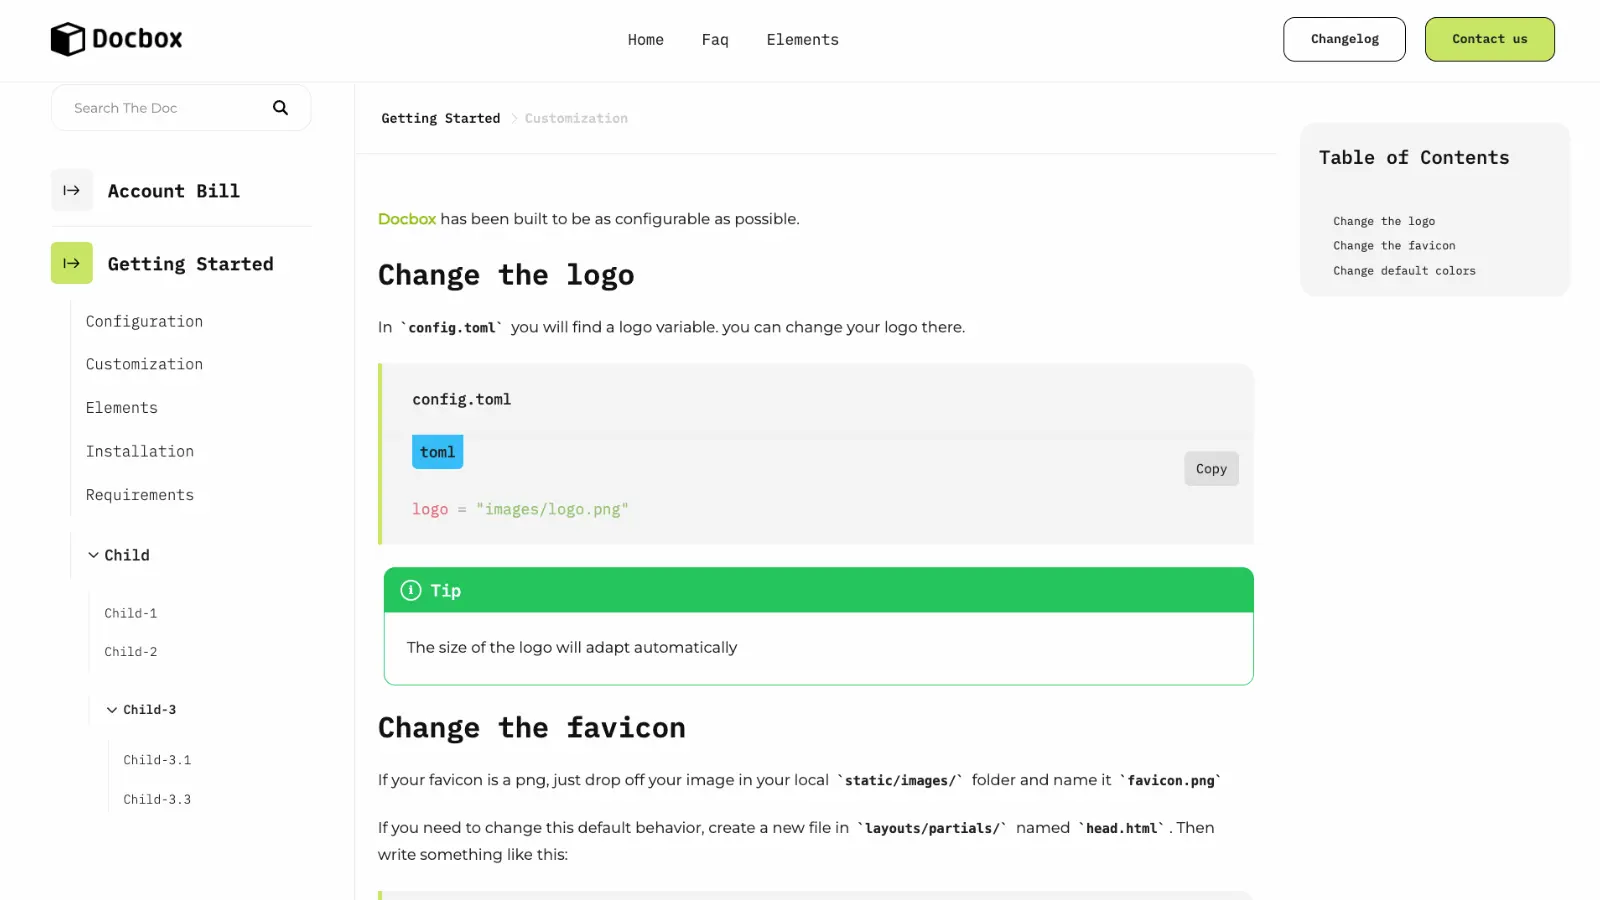 Docbox
Home
Faq
Elements
Changelog
Contact us
Search The Doc
Account Bill
Getting Started
Configuration
Customization
Elements
Installation
Requirements
Child
Child-1
Child-2
Child-3
Child-3.1
Child-3.3
Getting Started > Customization
Docbox has been built to be as configurable as possible.
Change the logo
In `config.toml` you will find a logo variable. you can change your logo there.
config.toml
toml
Copy
logo = "images/logo.png"
Tip
The size of the logo will adapt automatically
Change the favicon
If your favicon is a png, just drop off your image in your local `static/images/` folder and name it `favicon.png`
If you need to change this default behavior, create a new file in `layouts/partials/` named `head.html`. Then
write something like this:
Table of Contents
Change the logo
Change the favicon
Change default colors